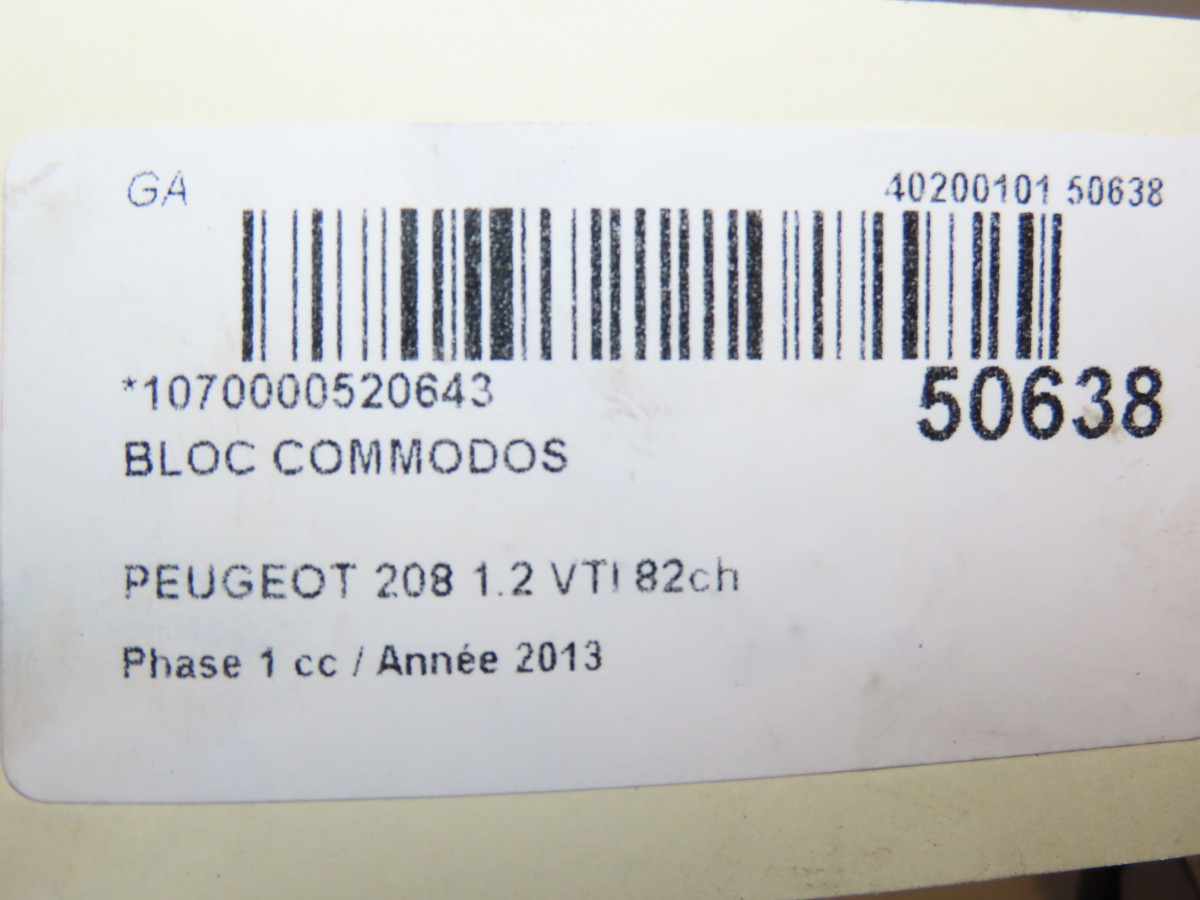 GA
40200101 50638
*1070000520643
50638
BLOC COMMODOS
PEUGEOT 208 1.2 VTI 82ch
Phase 1 cc / Année 2013